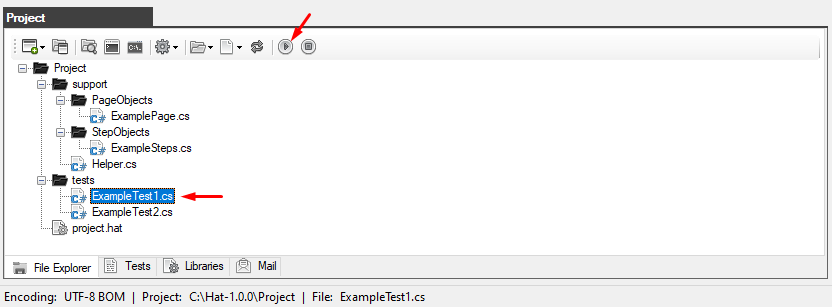 Project
Project
support
PageObjects
ExamplePage.cs
StepObjects
ExampleSteps.cs
Helper.cs
tests
ExampleTest1.cs
ExampleTest2.cs
project.hat
File Explorer Tests Libraries Mail
Encoding: UTF-8 BOM | Project: C:\Hat-1.0.0\Project | File: ExampleTest1.cs